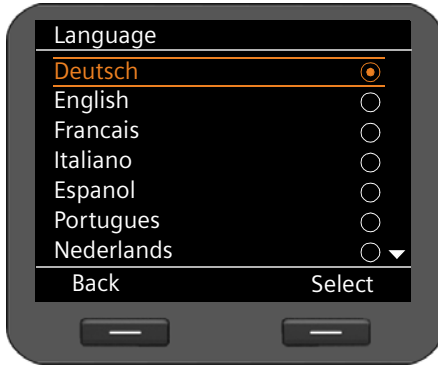 Language
Deutsch
English
Francais
Italiano
Espanol
Portugues
Nederlands
Back Select